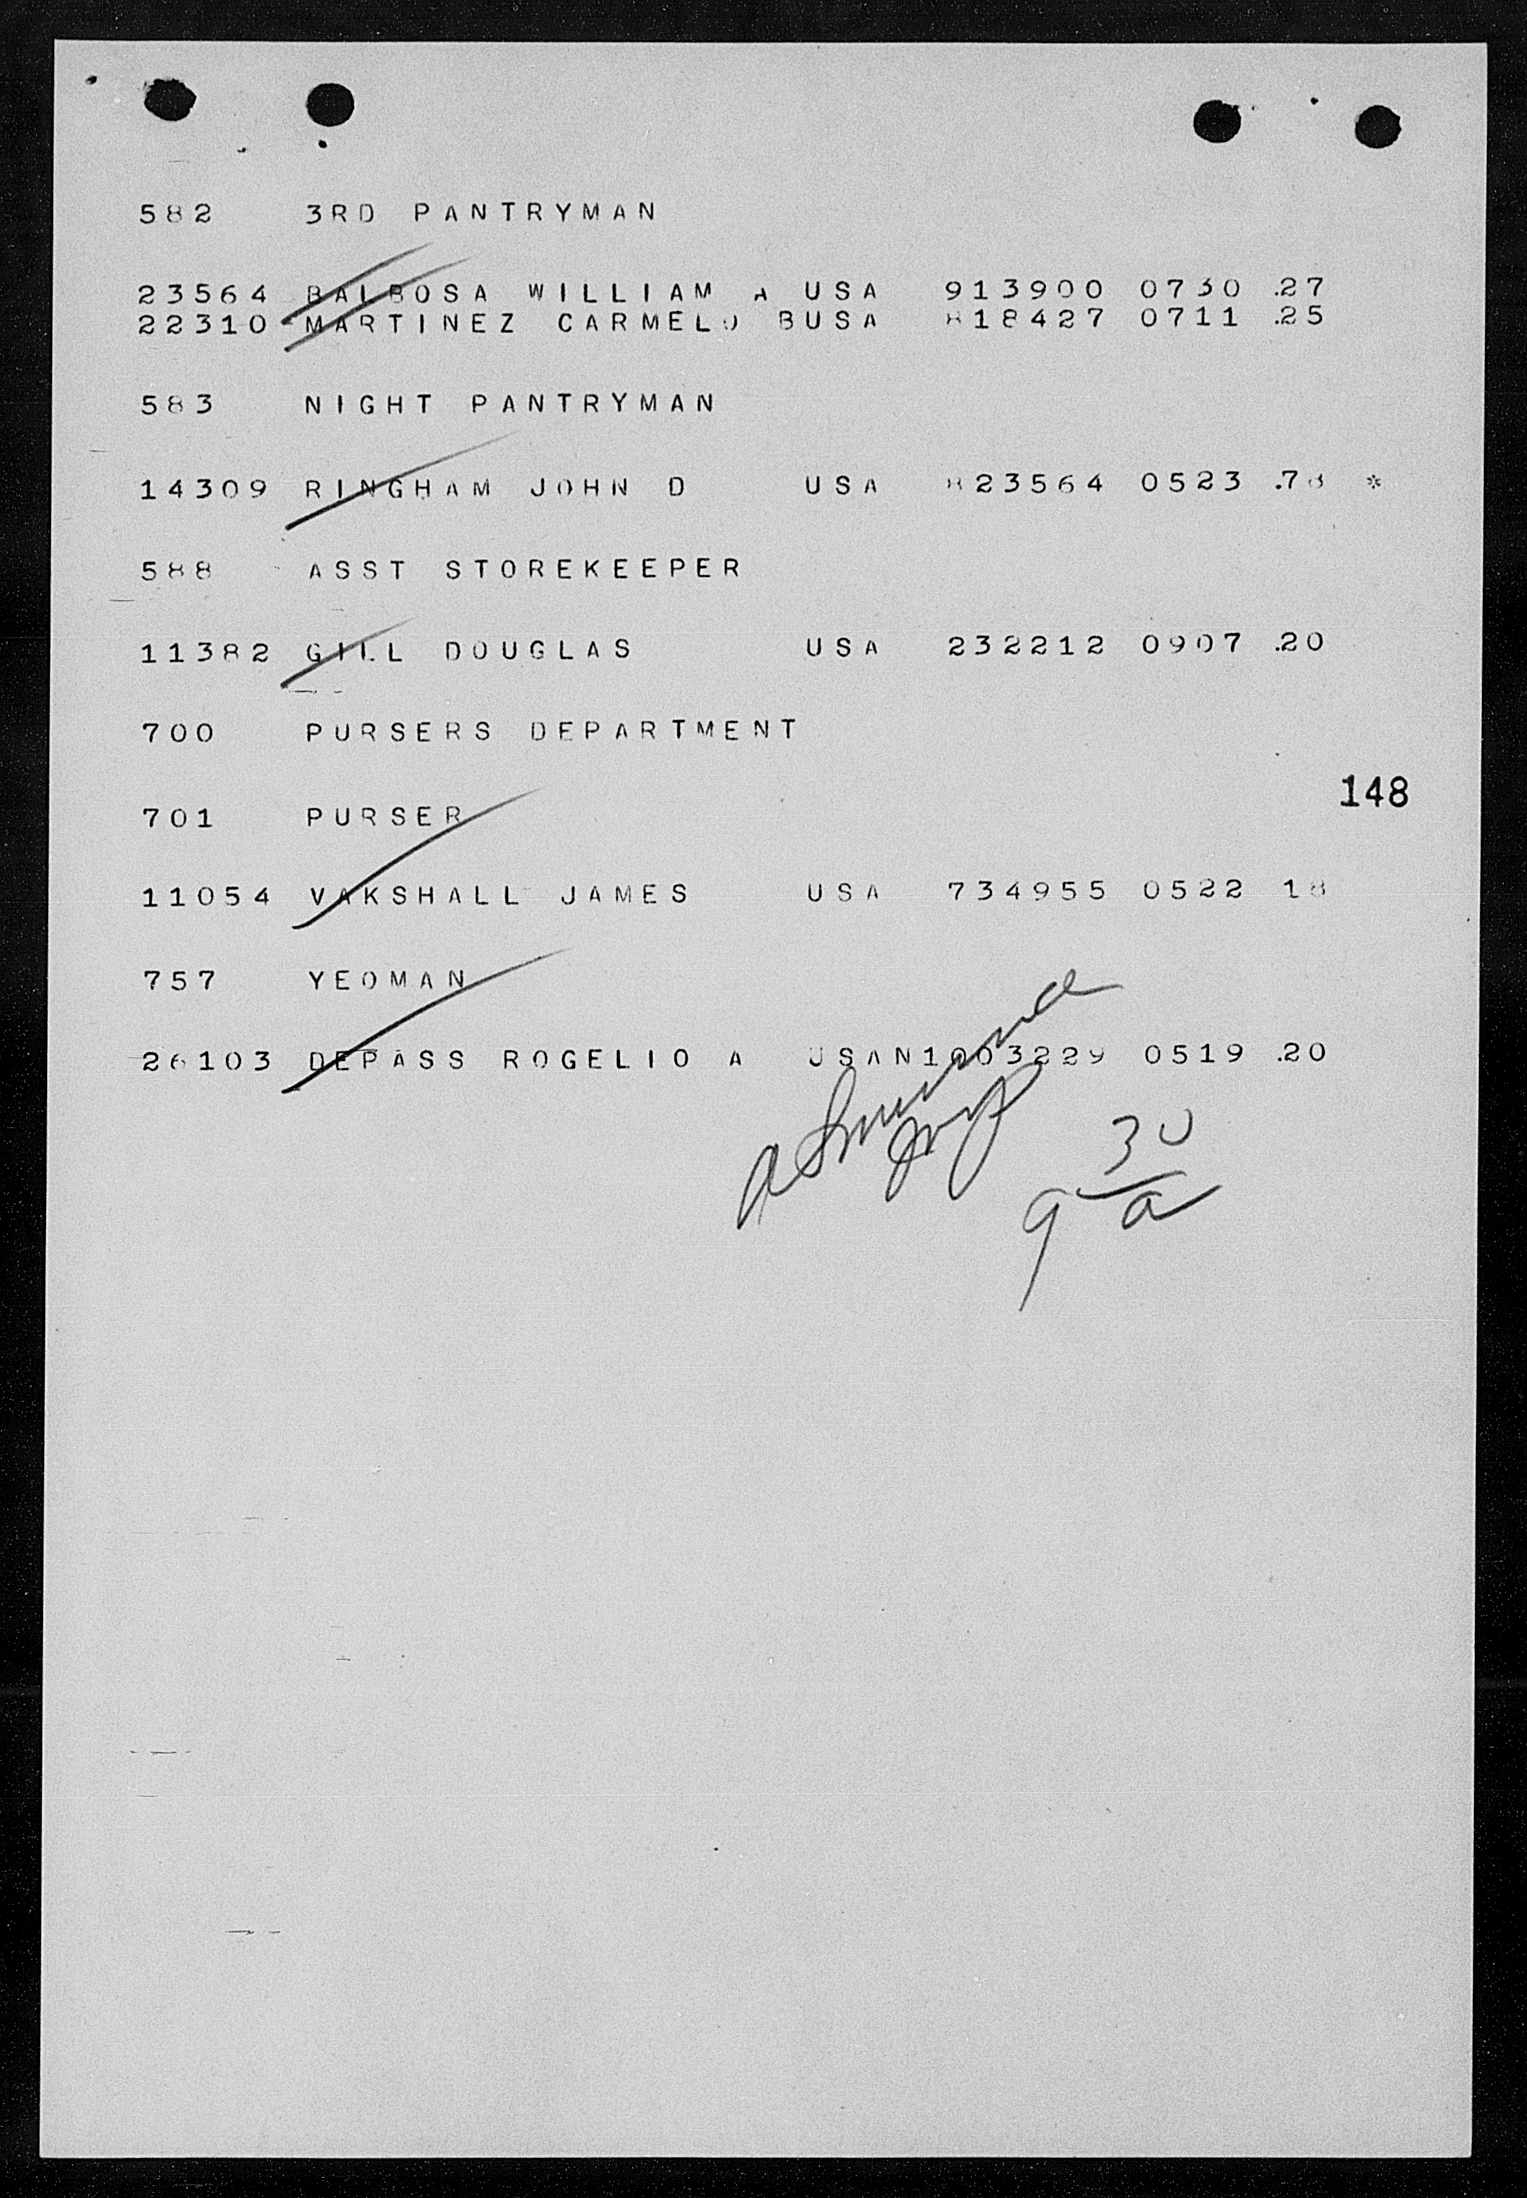 582 3RD PANTRYMAN
23564 BALBOSA WILLIAM A USA 913900 0730 .27
22310 MARTINEZ CARMELO BUSA 818427 0711 .25
583 NIGHT PANTRYMAN
14309 RINGHAM JOHN D USA 823564 0523 .78 *
588 ASST STOREKEEPER
11382 GILL DOUGLAS USA 232212 0907 .20
700 PURSERS DEPARTMENT
148
701 PURSER
11054 VAKSHALL JAMES USA 734955 0522 18
757 YEOMAN
26103 DEPASS ROGELIO A USAN1003229 0519 .20
9 30
a